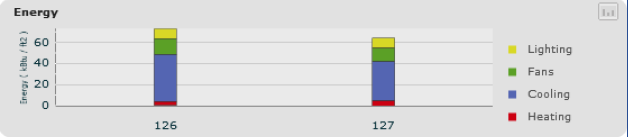 Energy
Energy ( kBtu / ft2 )
60
40
20
0
126
127
Lighting
Fans
Cooling
Heating